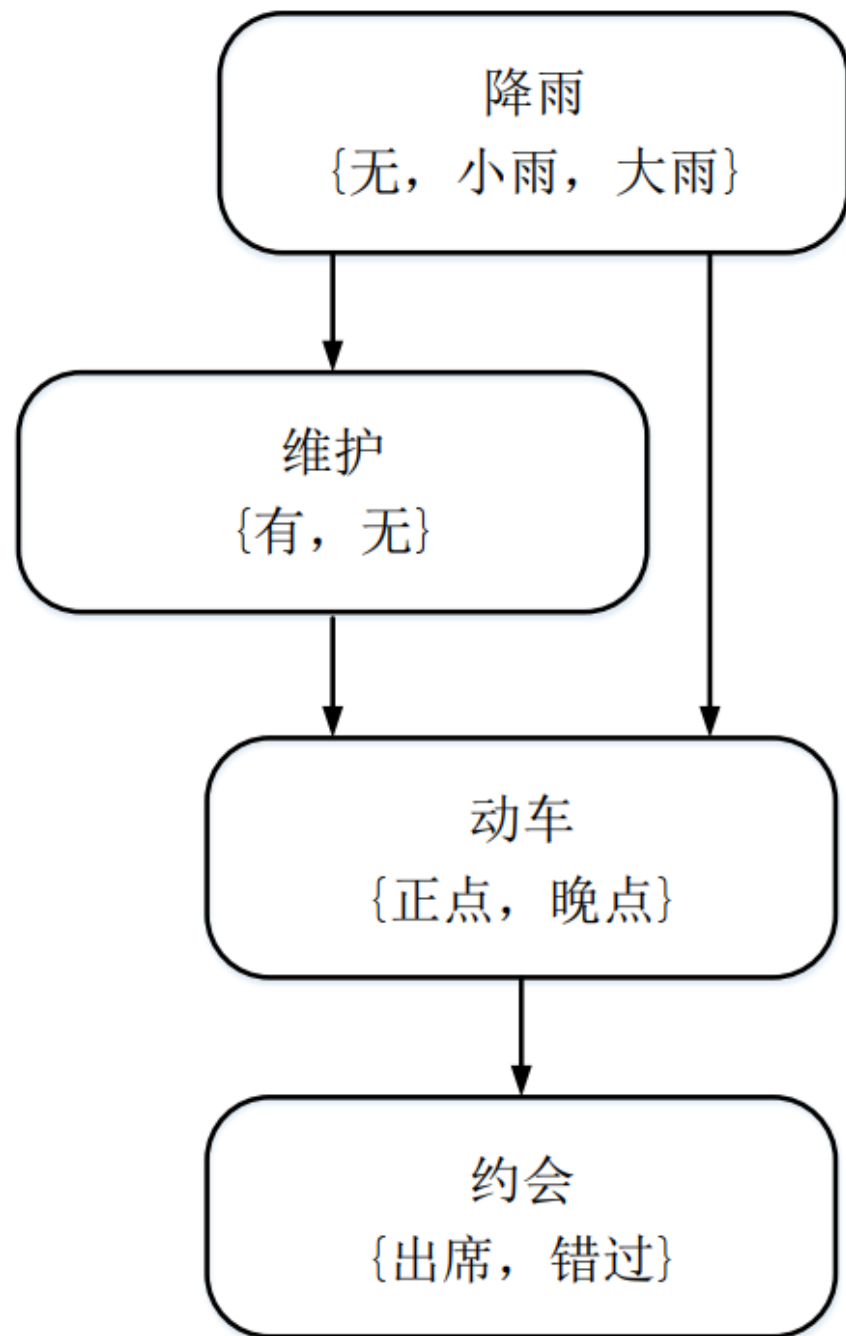 降雨
{无，小雨，大雨}
维护
{有，无}
动车
{正点，晚点}
约会
{出席，错过}